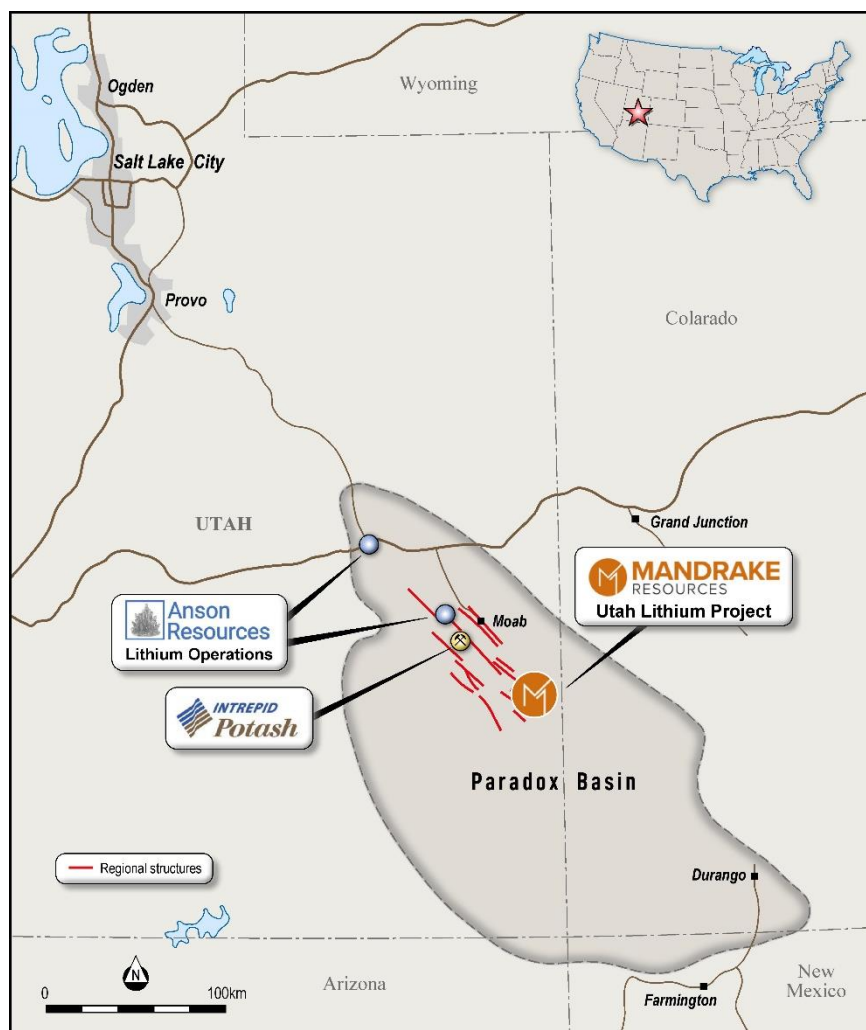 Ogden
Wyoming
Salt Lake City
Provo
Colarado
UTAH
Grand Junction
MANDRAKE
RESOURCES
Utah Lithium Project
Anson
Resources
Lithium Operations
Moab
INTREPID
Potash
M
Paradox Basin
Regional structures
Durango
N
0
100km
Arizona
Farmington
New
Mexico